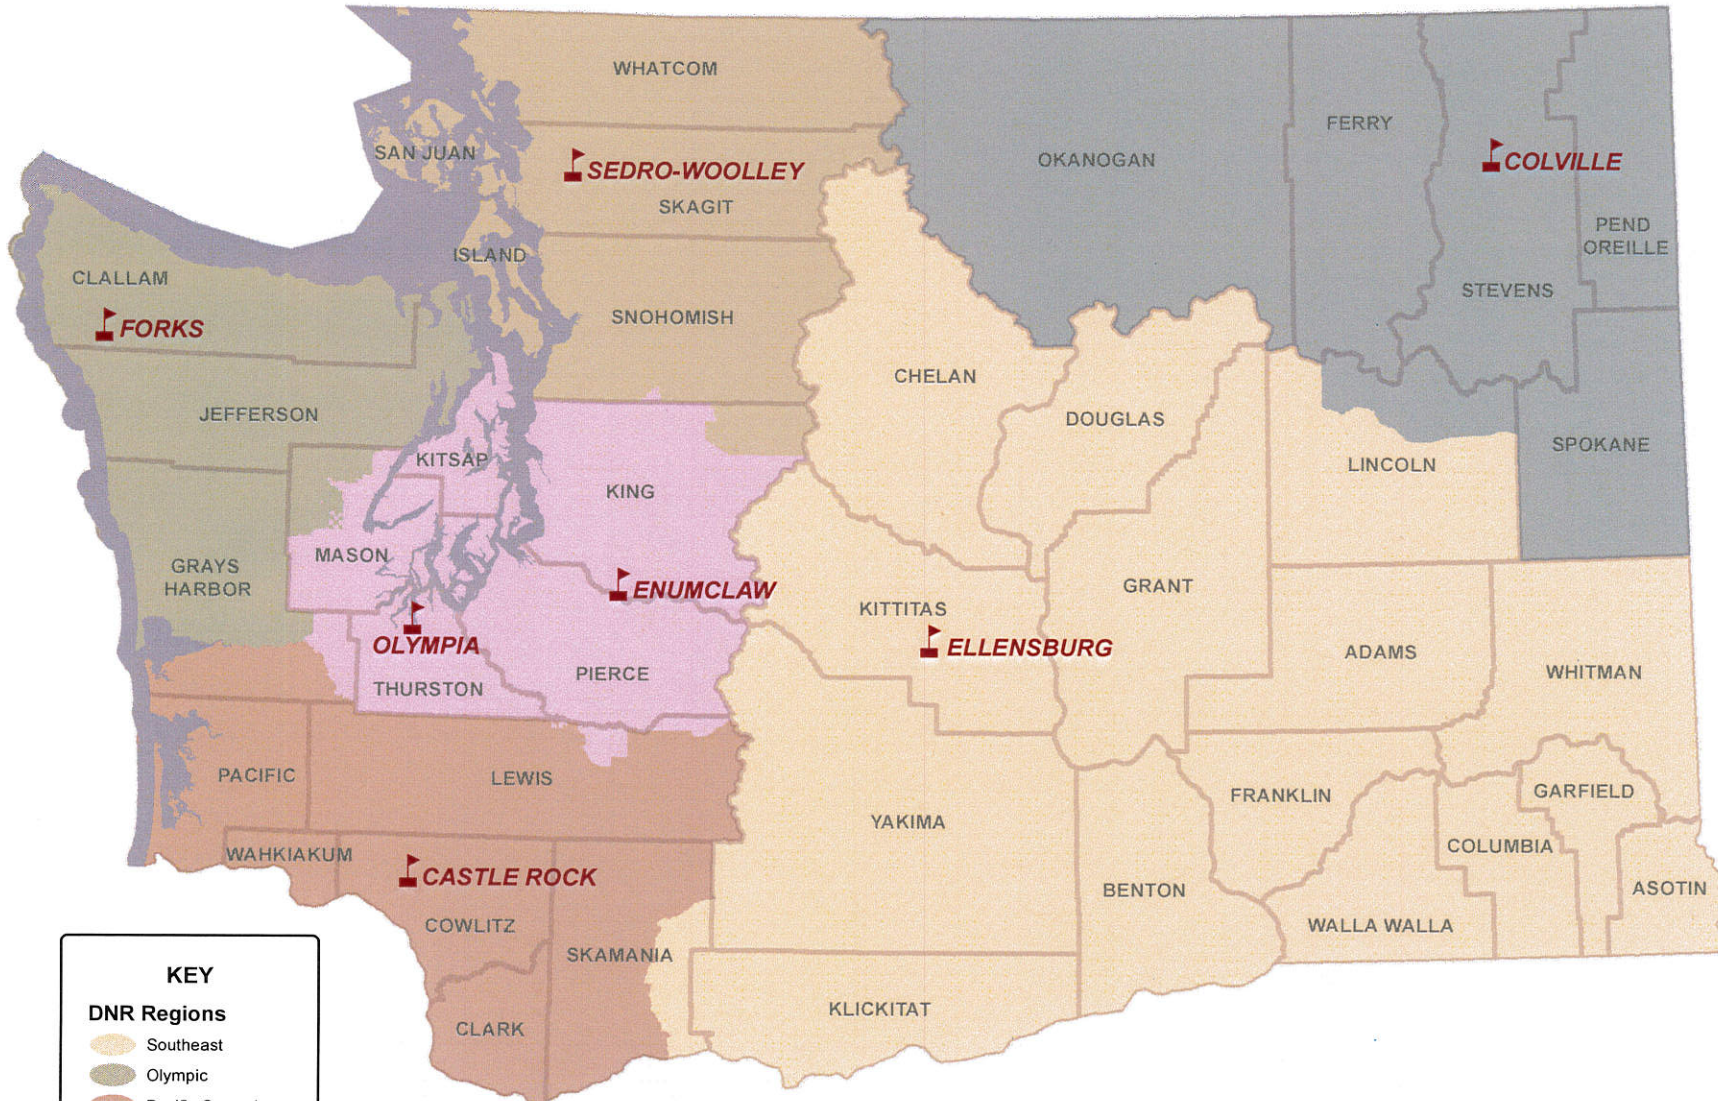 WHATCOM
SAN JUAN
SEDRO-WOOLLEY
SKAGIT
OKANOGAN
FERRY
COLVILLE
PEND
OREILLE
ISLAND
CLALLAM
FORKS
SNOHOMISH
STEVENS
CHELAN
JEFFERSON
DOUGLAS
KITSAP
KING
LINCOLN
SPOKANE
MASON
GRAYS
HARBOR
ENUMCLAW
OLYMPIA
KITTITAS
ELLENSBURG
GRANT
ADAMS
WHITMAN
THURSTON
PIERCE
PACIFIC
LEWIS
YAKIMA
FRANKLIN
GARFIELD
WAHKIAKUM
CASTLE ROCK
COLUMBIA
BENTON
ASOTIN
COWLITZ
SKAMANIA
WALLA WALLA
CLARK
KLICKITAT
KEY
DNR Regions
Southeast
Olympic